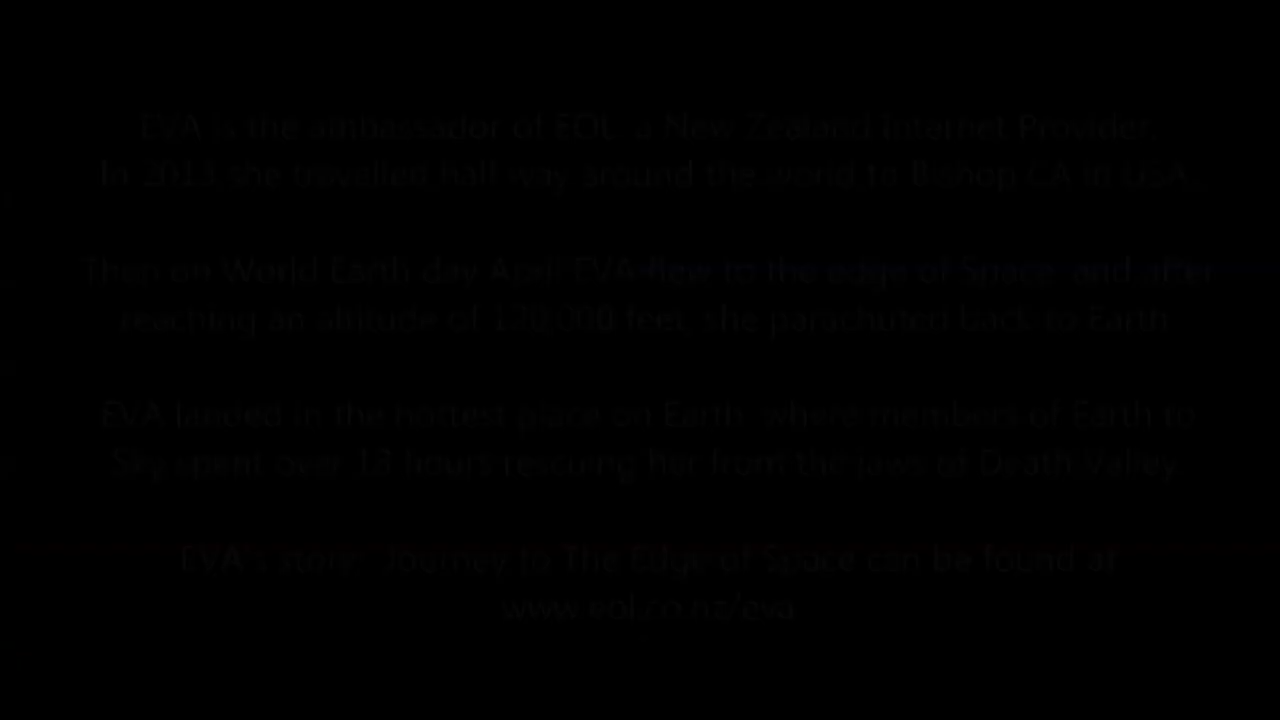 EVA is the ambassador of EOL, a New Zealand Internet Provider.
In 2013 she travelled half way around the world to Bishop CA in USA.
Then on World Earth day April EVA flew to the edge of Space, and after
reaching an altitude of 120,000 feet, she parachuted back to Earth.
EVA landed in the hottest place on Earth, where members of Earth to
Sky spent over 13 hours rescuing her from the jaws of Death Valley.
EVA's story 'Journey to The Edge of Space' can be found at
www.eol.co.nz/eva